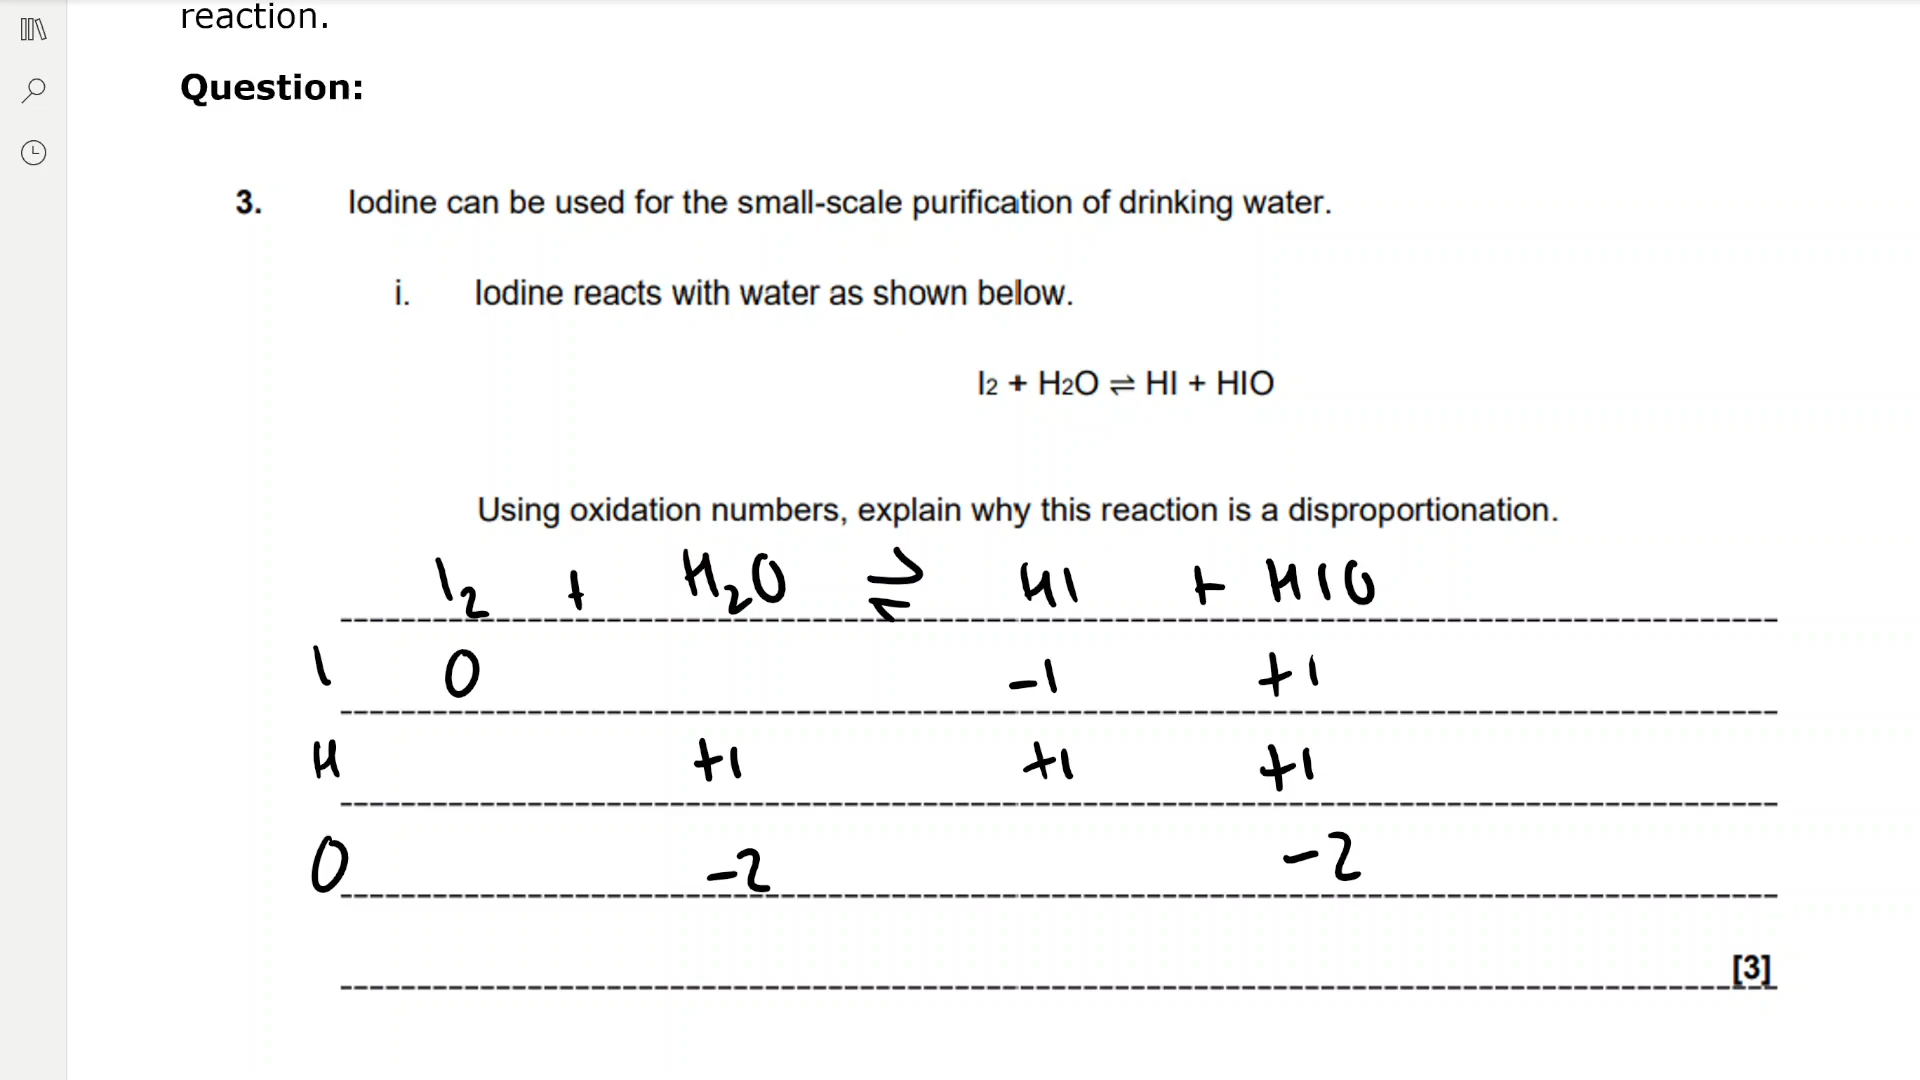 reaction.
Question:
3. Iodine can be used for the small-scale purification of drinking water.
i. Iodine reacts with water as shown below.
I2 + H2O ⇌ HI + HIO
Using oxidation numbers, explain why this reaction is a disproportionation.
I2 + H2O ⇌ HI + HIO
I 0 -1 +1
H +1 +1 +1
O -2 -2
[3]